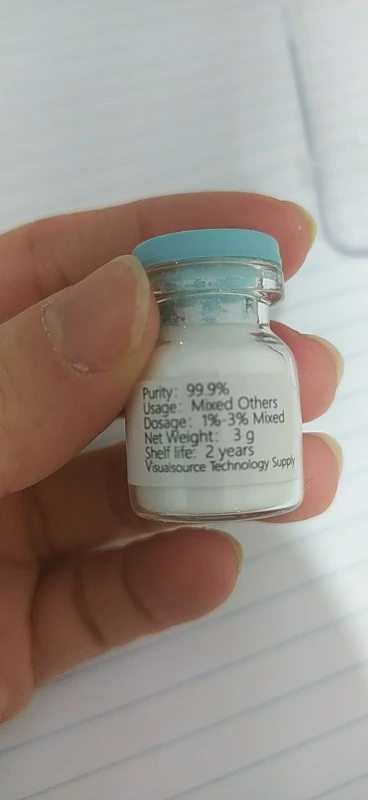 Purity: 99.9%
Usage: Mixed Others
Dosage: 1%-3% Mixed
Net Weight: 3 g
Shelf life: 2 years
Visualsource Technology Supply